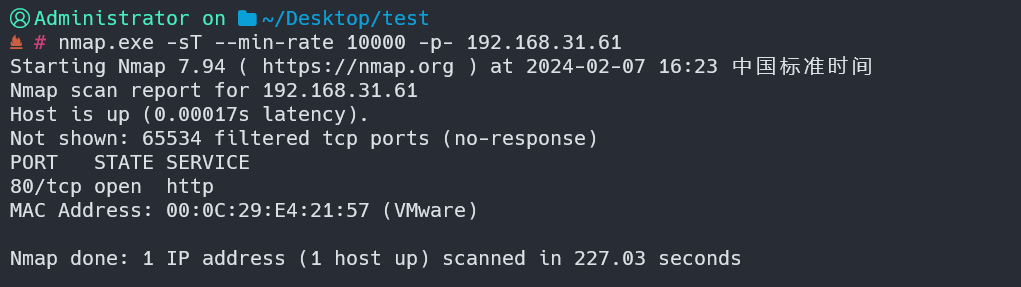 Administrator on ~/Desktop/test
# nmap.exe -sT --min-rate 10000 -p- 192.168.31.61
Starting Nmap 7.94 ( https://nmap.org ) at 2024-02-07 16:23 中国标准时间
Nmap scan report for 192.168.31.61
Host is up (0.00017s latency).
Not shown: 65534 filtered tcp ports (no-response)
PORT   STATE SERVICE
80/tcp open  http
MAC Address: 00:0C:29:E4:21:57 (VMware)
Nmap done: 1 IP address (1 host up) scanned in 227.03 seconds